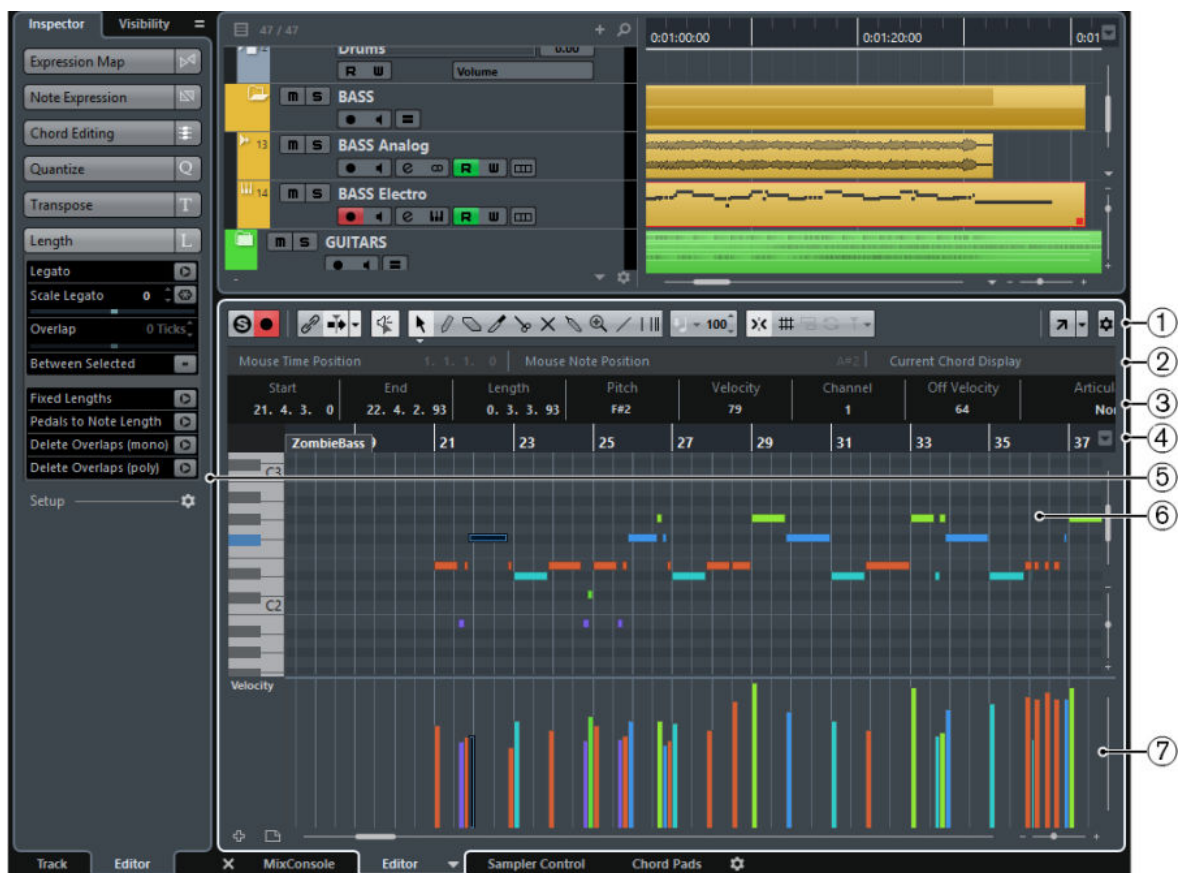 Inspector Visibility
47 / 47
0:01:00:00 0:01:20:00 0:01
Expression Map
Drums 0.00
R W Volume
Note Expression
m S BASS
Chord Editing
13 m S BASS Analog
Quantize Q
e R W
14 m S BASS Electro
Transpose T
e R W
Length L
m S GUITARS
Legato
Scale Legato 0
Overlap 0 Ticks
Between Selected
Fixed Lengths
Pedals to Note Length
Delete Overlaps (mono)
Delete Overlaps (poly)
Setup
S 100 1
Mouse Time Position 1. 1. 1. 0 Mouse Note Position A#2 Current Chord Display 2
Start End Length Pitch Velocity Channel Off Velocity Articul
21. 4. 3. 0 22. 4. 2. 93 0. 3. 3. 93 F#2 79 1 64 3
ZombieBass 21 23 25 27 29 31 33 35 37 4
C3
5
6
C2
Velocity
7
Track Editor X MixConsole Editor Sampler Control Chord Pads